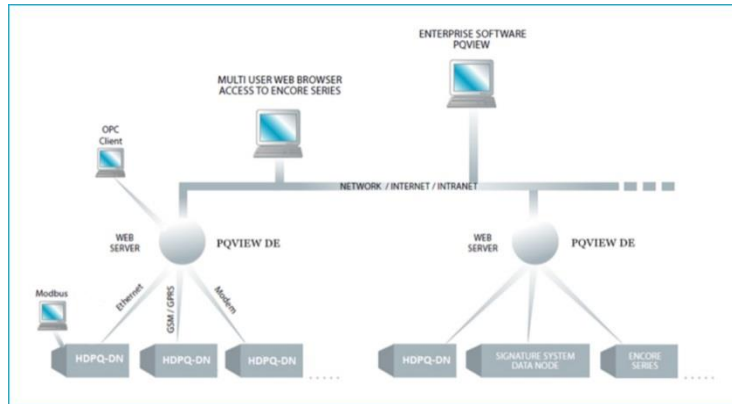 ENTERPRISE SOFTWARE
PQVIEW
MULTI USER WEB BROWSER
ACCESS TO ENCORE SERIES
OPC
Client
NETWORK / INTERNET / INTRANET
WEB
SERVER
PQVIEW DE
WEB
SERVER
PQVIEW DE
Ethernet
GSM / GPRS
Modem
Modbus
HDPQ-DN
HDPQ-DN
HDPQ-DN
.....
HDPQ-DN
SIGNATURE SYSTEM
DATA NODE
ENCORE
SERIES
.....